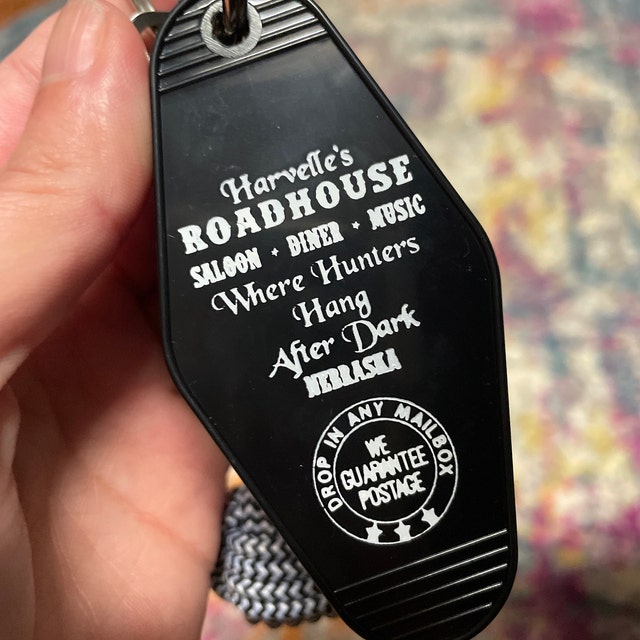 Harvelle's
ROADHOUSE
SALOON • DINER • MUSIC
Where Hunters
Hang
After Dark
NEBRASKA
DROP IN ANY MAILBOX
WE
GUARANTEE
POSTAGE